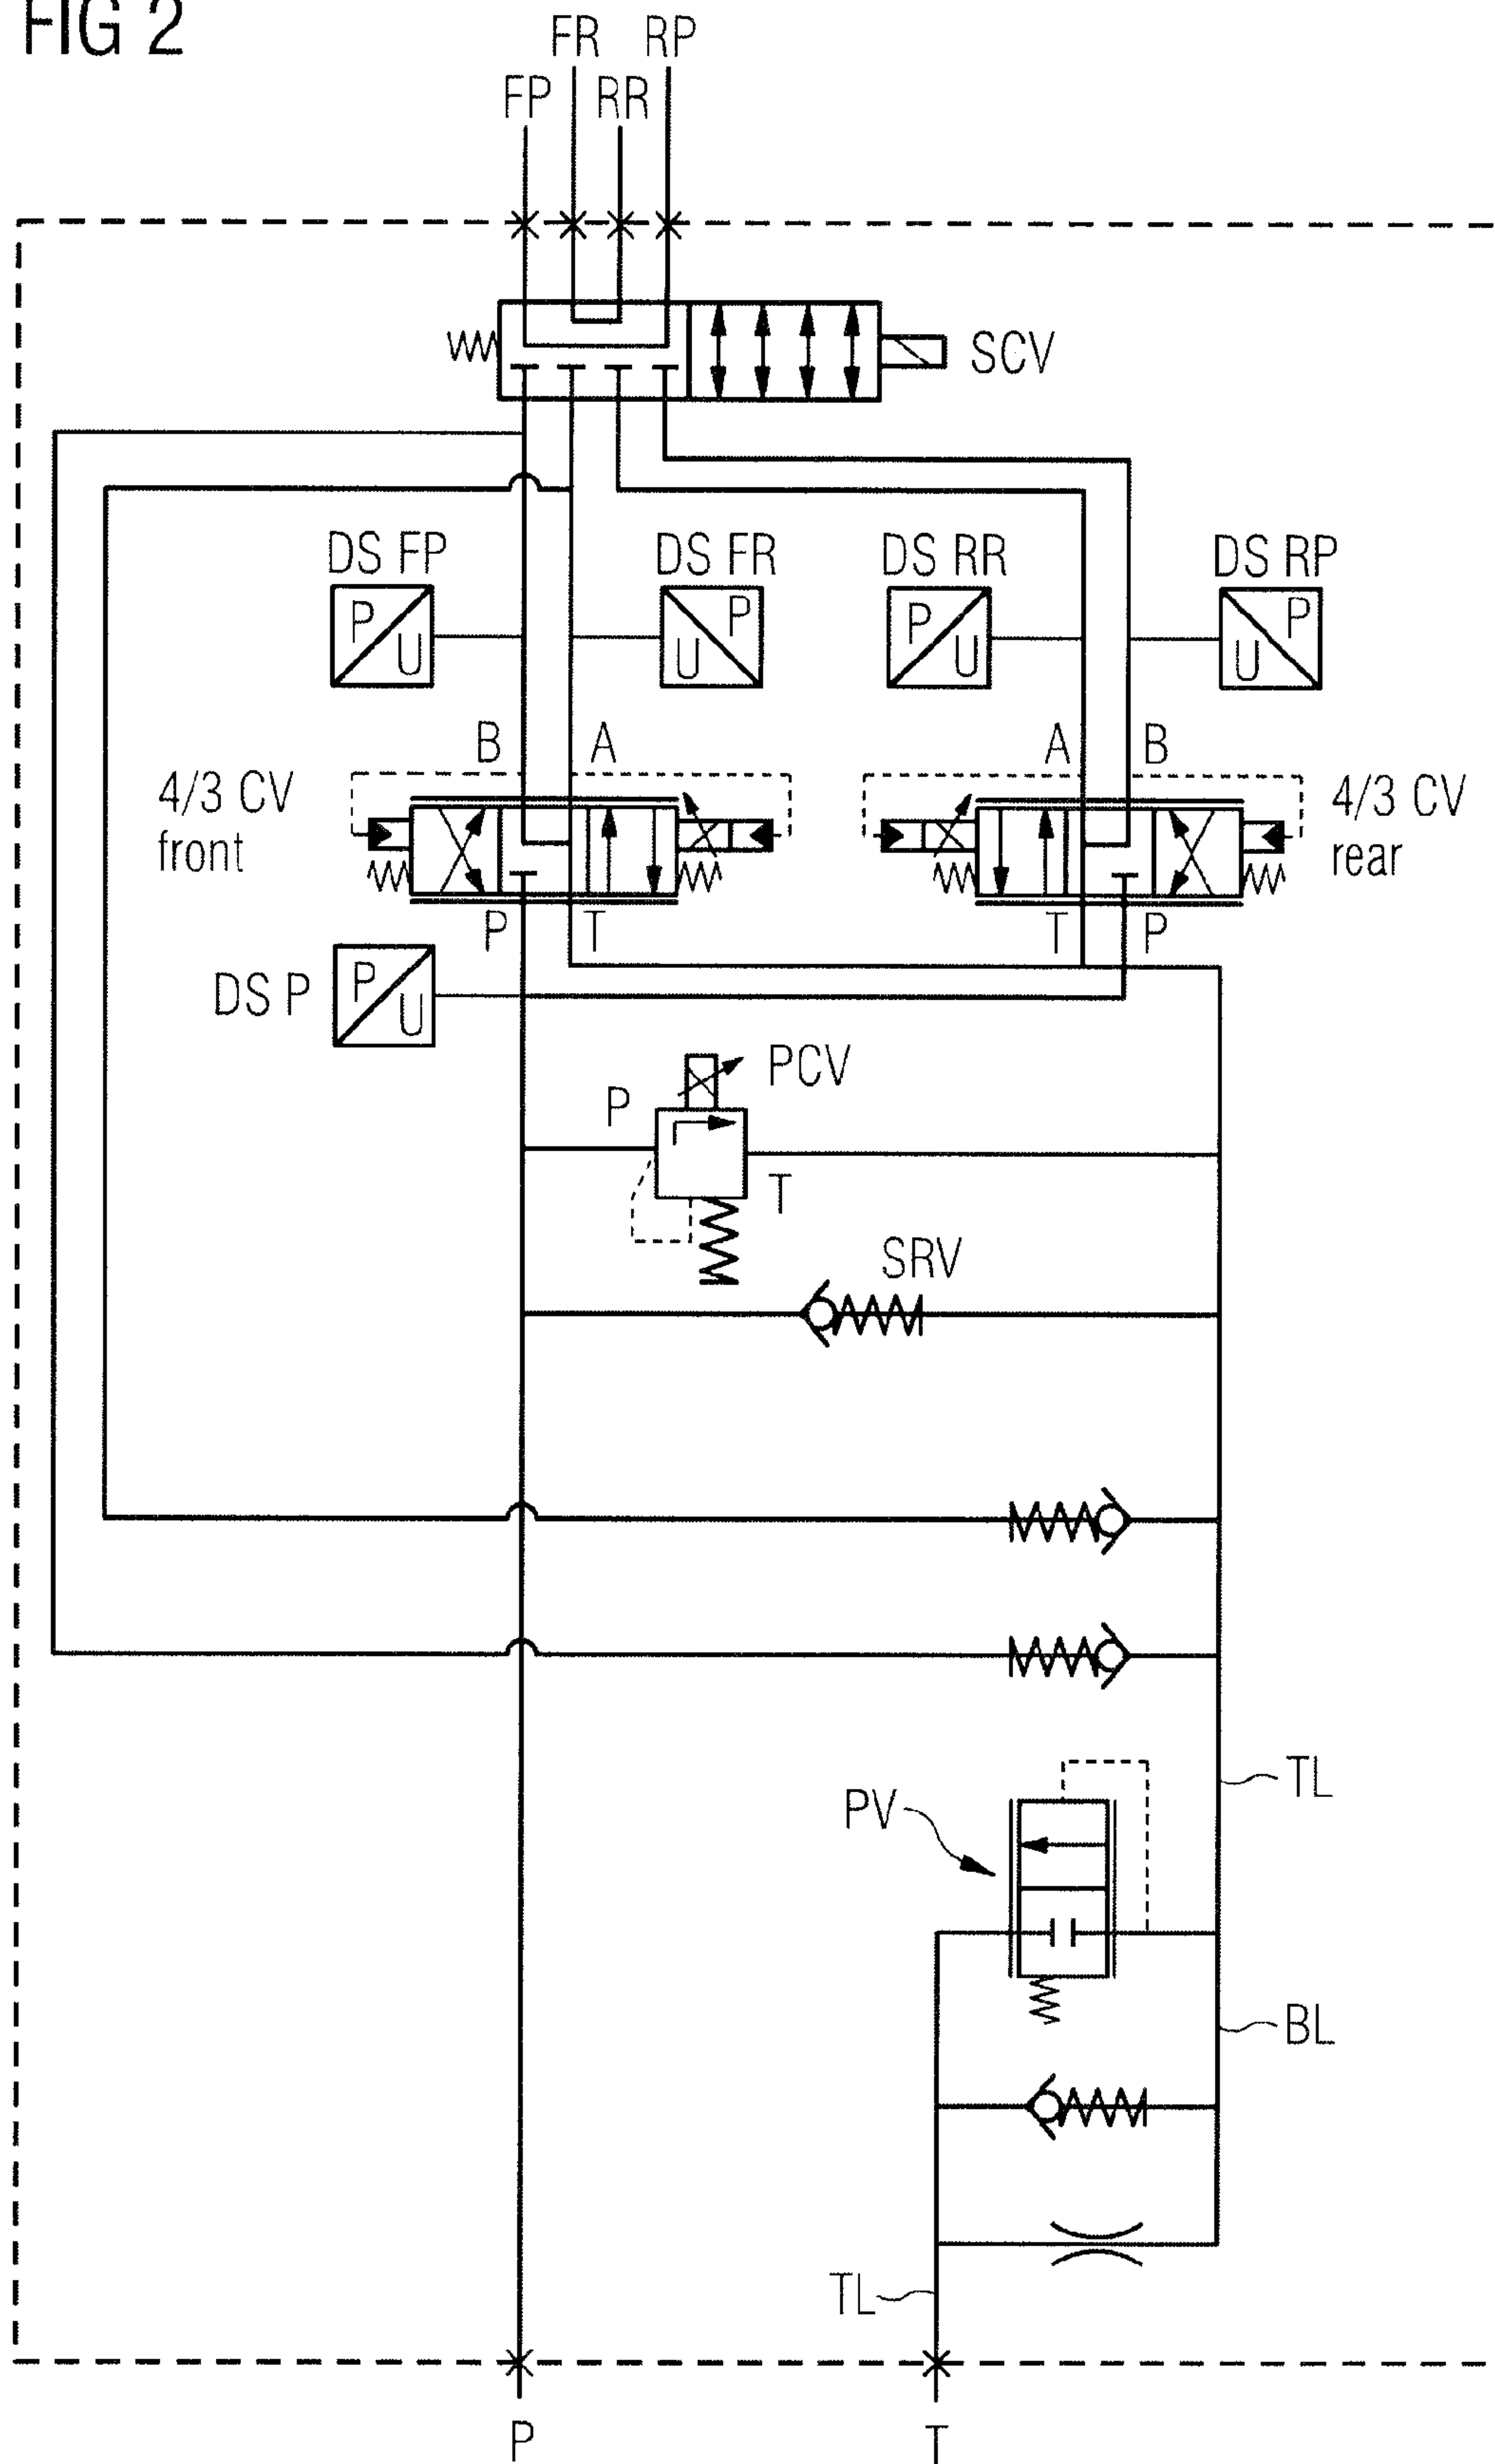 FIG 2
FR RP
FP RR
SCV
DS FP DS FR DS RR DS RP
P U U P P U U P
B A A B
4/3 CV front
4/3 CV rear
P T T P
DS P
P U
PCV
P
T
SRV
TL
PV
BL
TL
P T